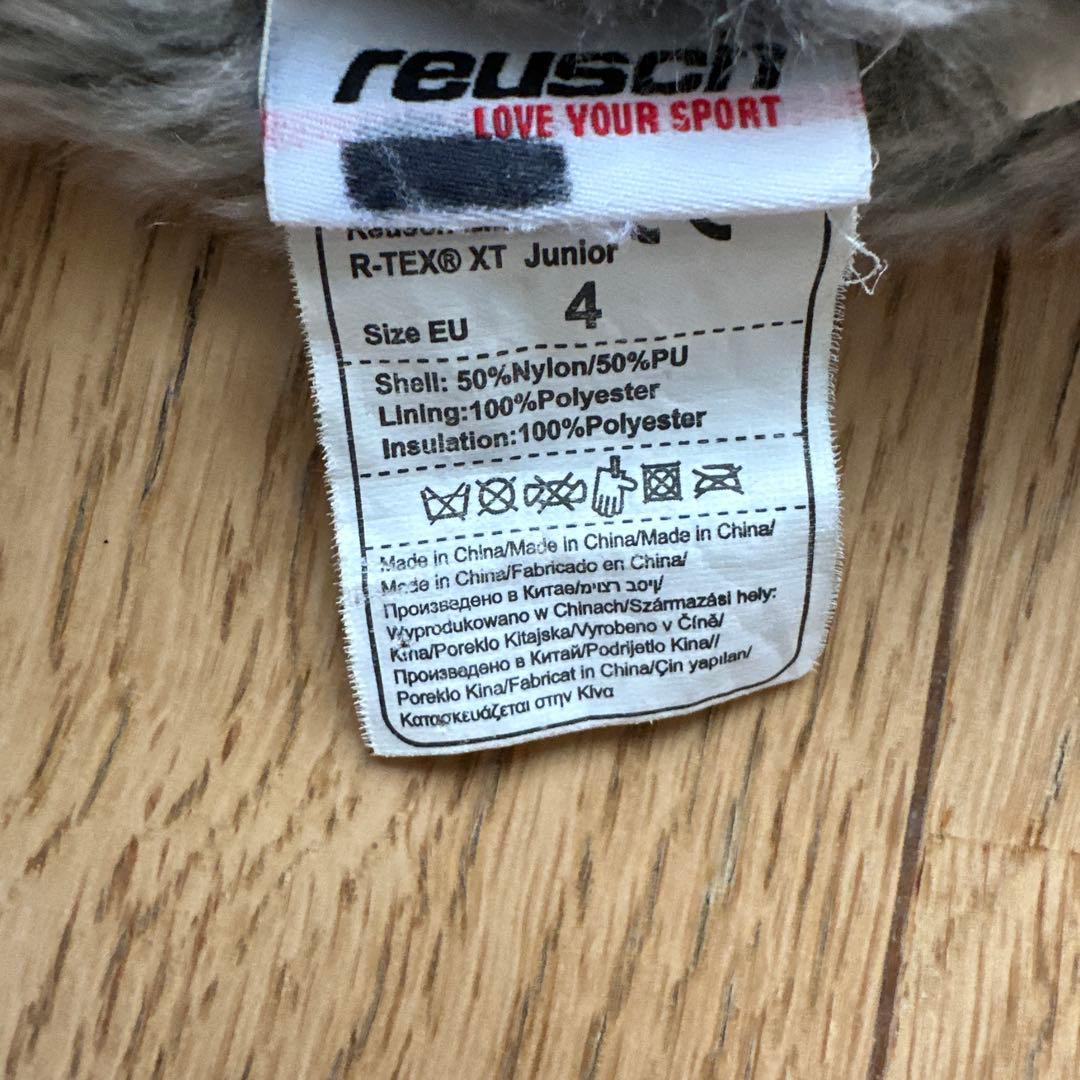 reusch
LOVE YOUR SPORT
R-TEX® XT Junior
Size EU 4
Shell: 50%Nylon/50%PU
Lining:100%Polyester
Insulation:100%Polyester
Made in China/Made in China/Made in China/
Made in China/Fabricado en China/
Произведено в Китае/ויסב רצוימ/
Wyprodukowano w Chinach/Származási hely:
Kína/Poreklo Kitajska/Vyrobeno v Číně/
Произведено в Китай/Podrijetlo Kina//
Poreklo Kina/Fabricat in China/Çin yapılan/
Κατασκευάζεται στην Κίνα